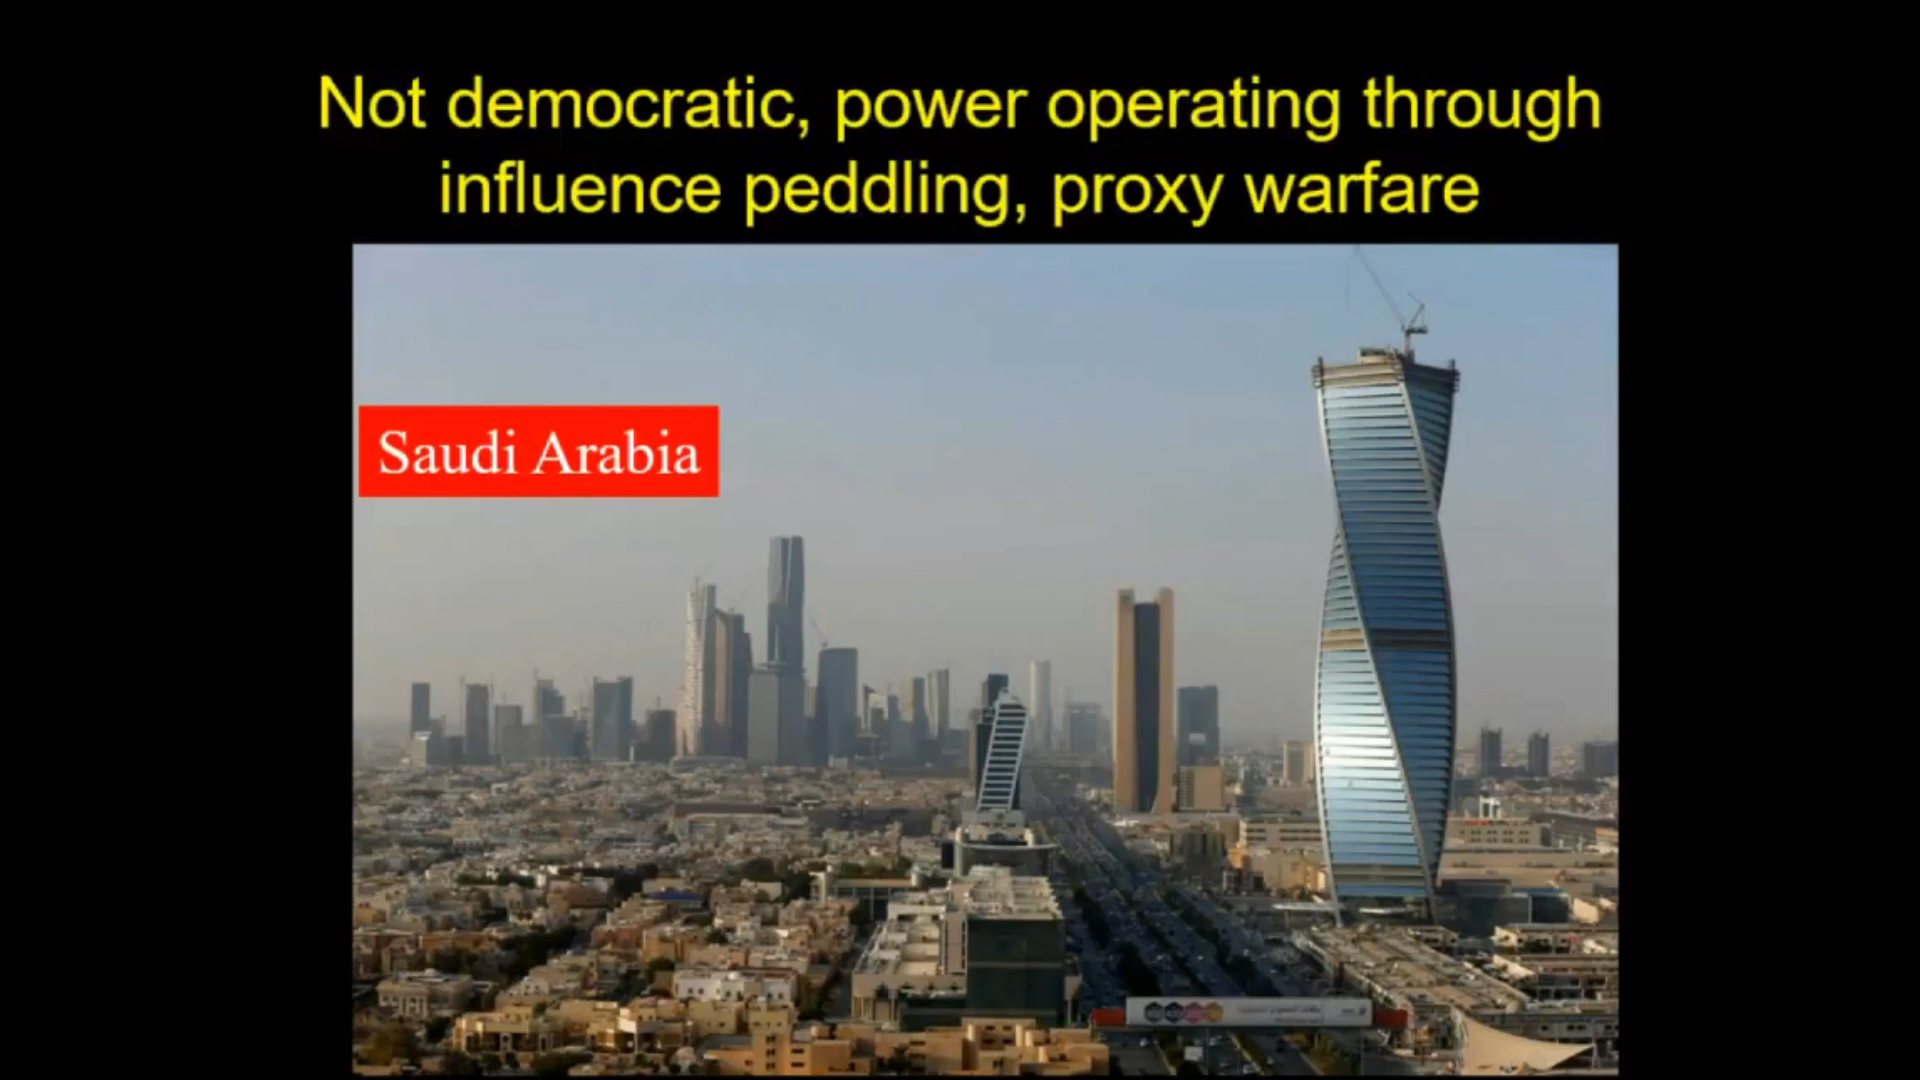 Not democratic, power operating through
influence peddling, proxy warfare
Saudi Arabia